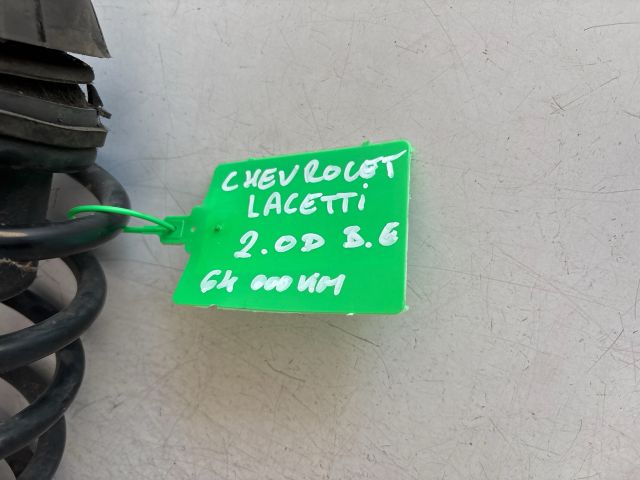 CHEVROLET
LACETTI
2.0D B.G
64 000 KM